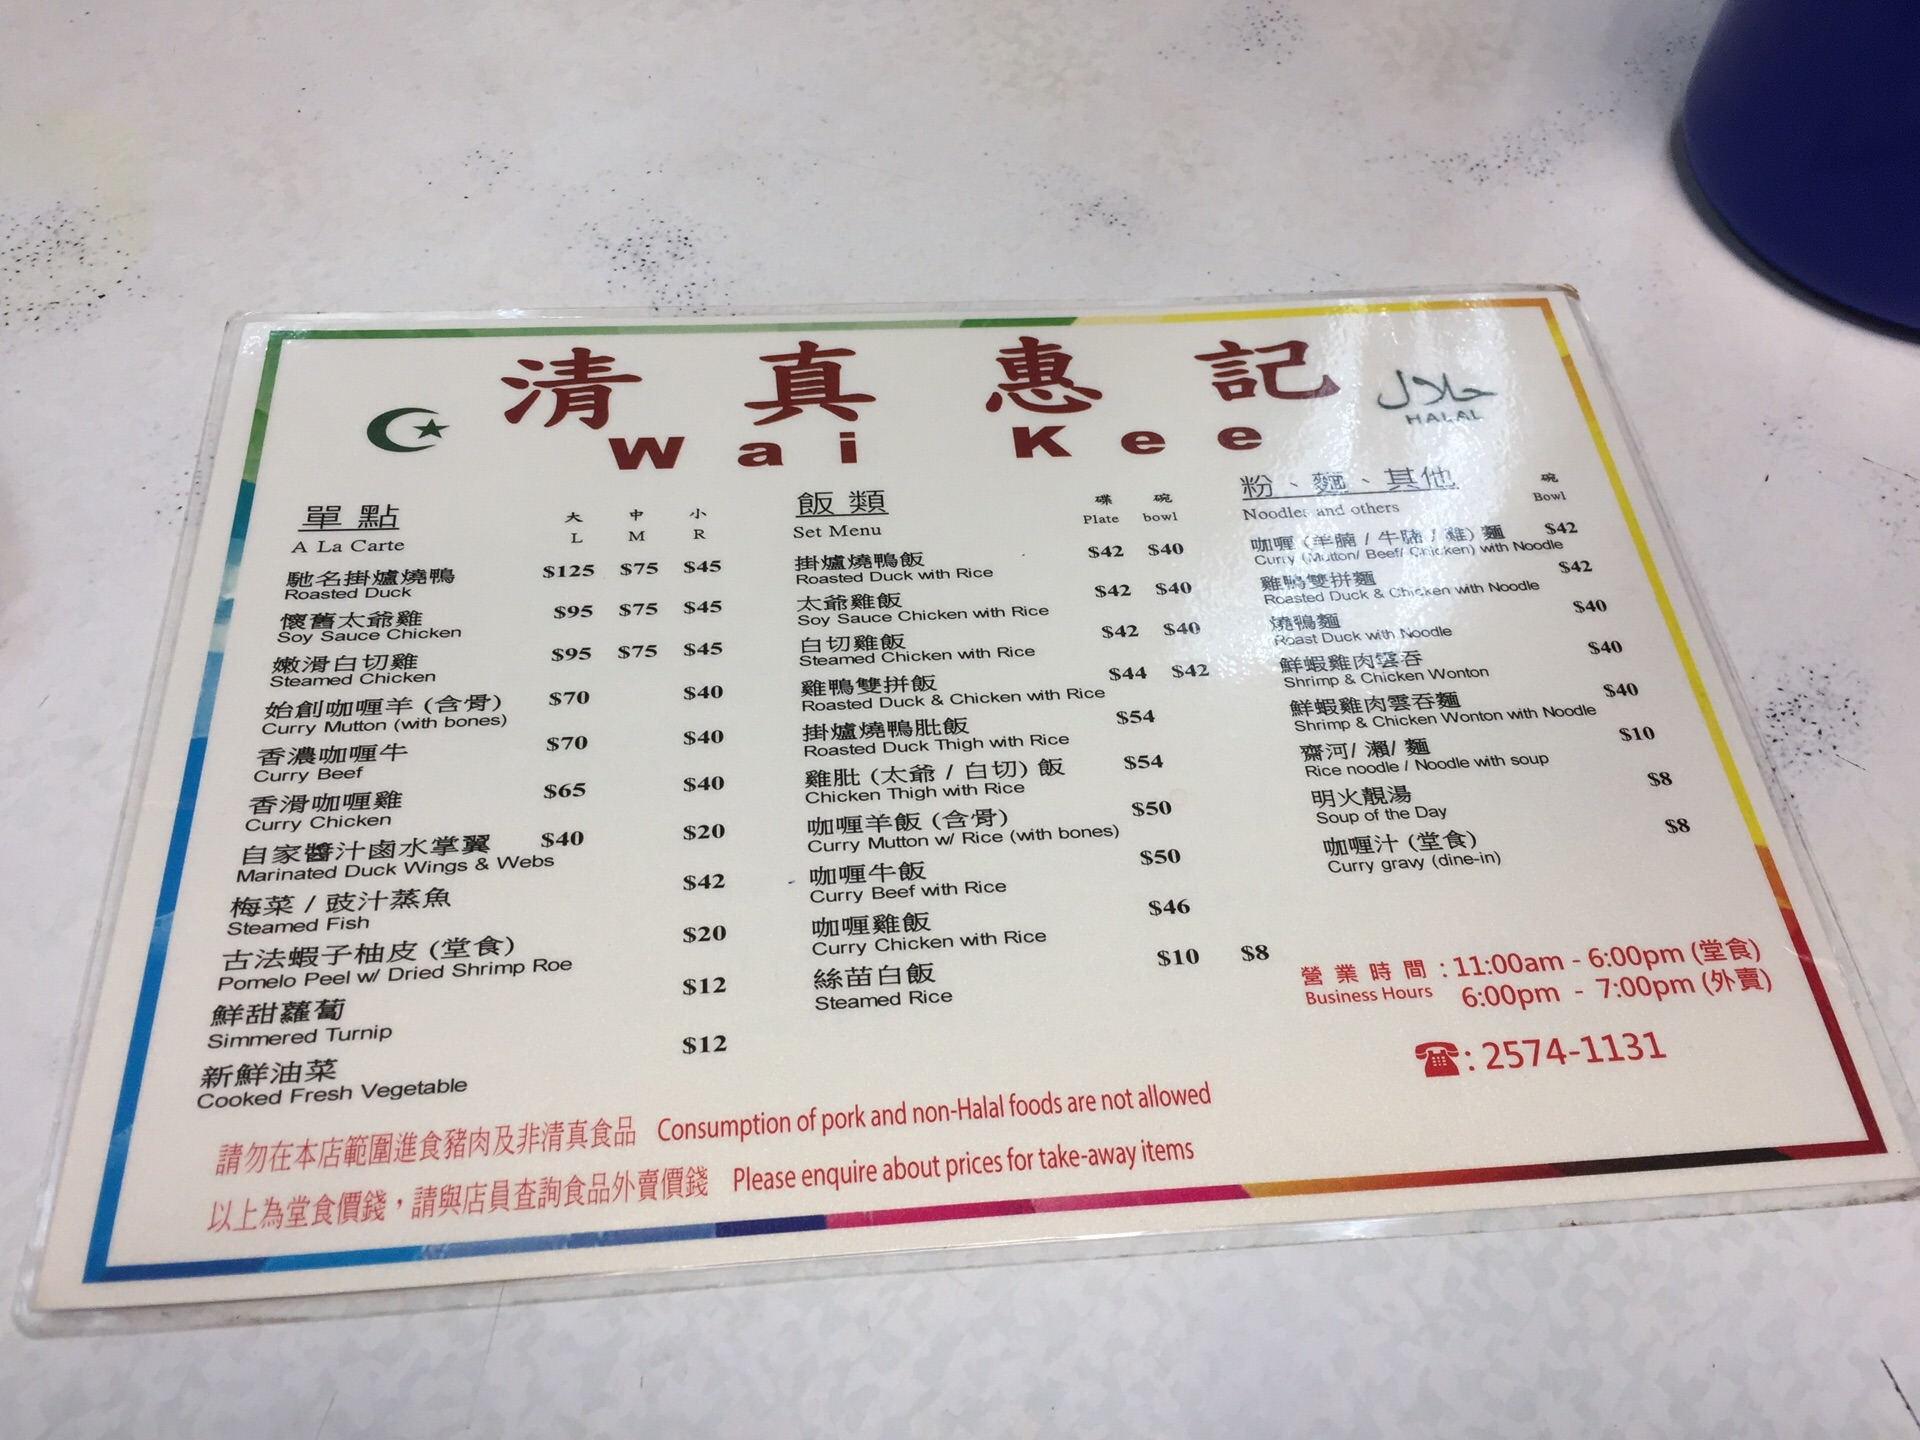 清真惠記
حلال
HALAL
Wai Kee
單點 大 中 小
A La Carte L M R
馳名掛爐燒鴨 $125 $75 $45
Roasted Duck
懷舊太爺雞 $95 $75 $45
Soy Sauce Chicken
嫩滑白切雞 $95 $75 $45
Steamed Chicken
始創咖喱羊 (含骨) $70 $40
Curry Mutton (with bones)
香濃咖喱牛 $70 $40
Curry Beef
香滑咖喱雞 $65 $40
Curry Chicken
自家醬汁鹵水掌翼 $40 $20
Marinated Duck Wings & Webs
梅菜 / 豉汁蒸魚 $42
Steamed Fish
古法蝦子柚皮 (堂食) $20
Pomelo Peel w/ Dried Shrimp Roe
鮮甜蘿蔔 $12
Simmered Turnip
新鮮油菜 $12
Cooked Fresh Vegetable
飯類 碟 碗
Set Menu Plate bowl
掛爐燒鴨飯 $42 $40
Roasted Duck with Rice
太爺雞飯 $42 $40
Soy Sauce Chicken with Rice
白切雞飯 $42 $40
Steamed Chicken with Rice
雞鴨雙拼飯 $44 $42
Roasted Duck & Chicken with Rice
掛爐燒鴨肶飯 $54
Roasted Duck Thigh with Rice
雞肶 (太爺 / 白切) 飯 $54
Chicken Thigh with Rice
咖喱羊飯 (含骨) $50
Curry Mutton w/ Rice (with bones)
咖喱牛飯 $50
Curry Beef with Rice
咖喱雞飯 $46
Curry Chicken with Rice
絲苗白飯 $10 $8
Steamed Rice
粉、麵、其他 碗
Noodles and others Bowl
咖喱 (羊腩 / 牛腩 / 雞) 麵 $42
Curry (Mutton/ Beef/ Chicken) with Noodle
雞鴨雙拼麵 $42
Roasted Duck & Chicken with Noodle
燒鴨麵 $40
Roast Duck with Noodle
鮮蝦雞肉雲吞 $40
Shrimp & Chicken Wonton
鮮蝦雞肉雲吞麵 $40
Shrimp & Chicken Wonton with Noodle
齋河/ 瀨/ 麵 $10
Rice noodle / Noodle with soup
明火靚湯 $8
Soup of the Day
咖喱汁 (堂食) $8
Curry gravy (dine-in)
營業時間 : 11:00am - 6:00pm (堂食)
Business Hours 6:00pm - 7:00pm (外賣)
: 2574-1131
請勿在本店範圍進食豬肉及非清真食品 Consumption of pork and non-Halal foods are not allowed
以上為堂食價錢，請與店員查詢食品外賣價錢 Please enquire about prices for take-away items